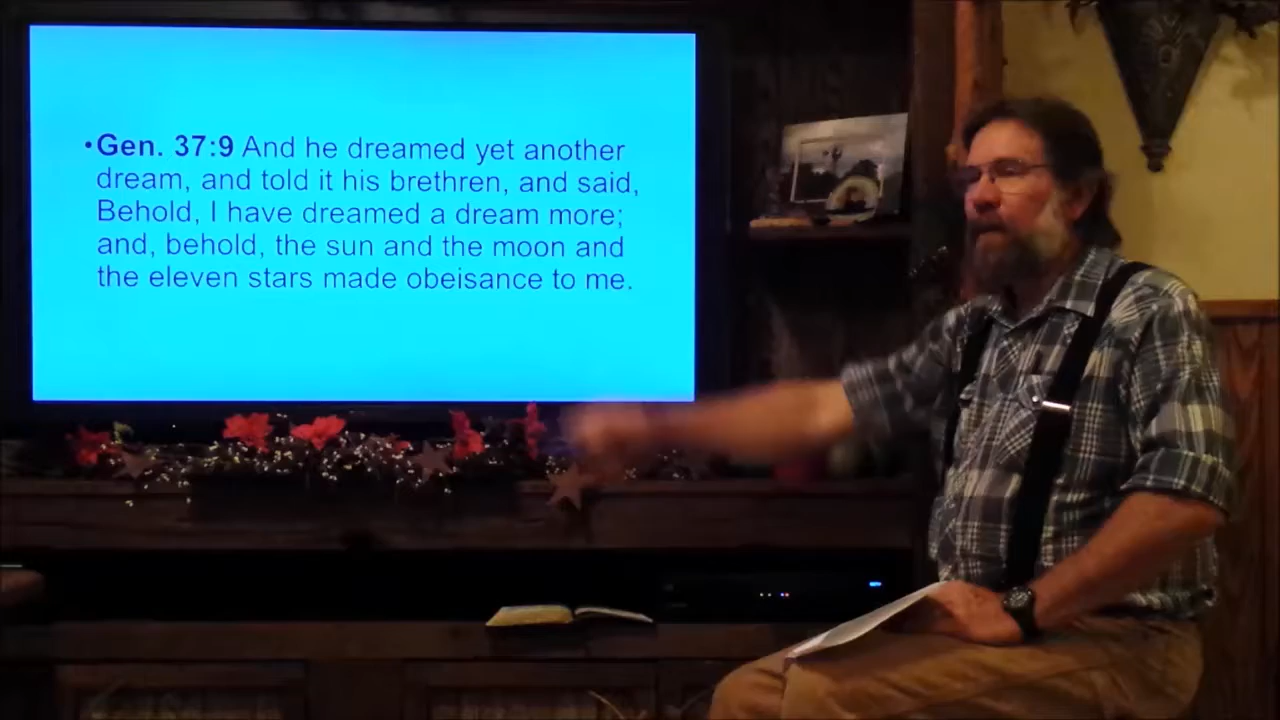 •Gen. 37:9 And he dreamed yet another
dream, and told it his brethren, and said,
Behold, I have dreamed a dream more;
and, behold, the sun and the moon and
the eleven stars made obeisance to me.